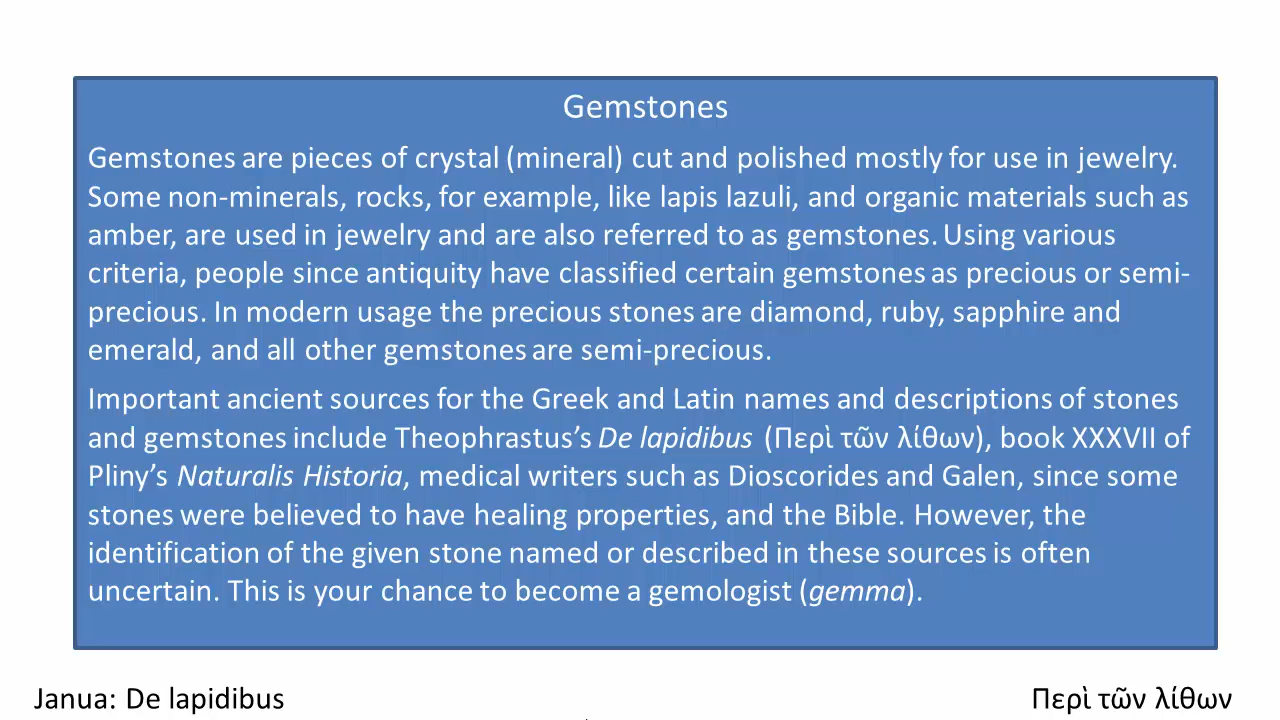 Gemstones
Gemstones are pieces of crystal (mineral) cut and polished mostly for use in jewelry.
Some non-minerals, rocks, for example, like lapis lazuli, and organic materials such as
amber, are used in jewelry and are also referred to as gemstones. Using various
criteria, people since antiquity have classified certain gemstones as precious or semi-
precious. In modern usage the precious stones are diamond, ruby, sapphire and
emerald, and all other gemstones are semi-precious.
Important ancient sources for the Greek and Latin names and descriptions of stones
and gemstones include Theophrastus’s De lapidibus (Περὶ τῶν λίθων), book XXXVII of
Pliny’s Naturalis Historia, medical writers such as Dioscorides and Galen, since some
stones were believed to have healing properties, and the Bible. However, the
identification of the given stone named or described in these sources is often
uncertain. This is your chance to become a gemologist (gemma).
Janua: De lapidibus
Περὶ τῶν λίθων